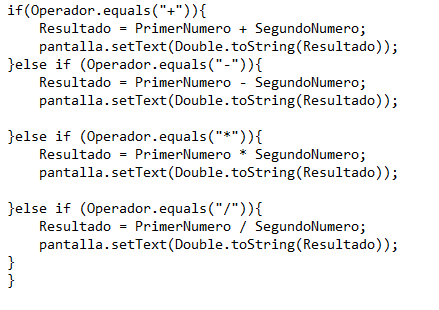 if(Operador.equals("+")){
    Resultado = PrimerNumero + SegundoNumero;
    pantalla.setText(Double.toString(Resultado));
}else if (Operador.equals("-")){
    Resultado = PrimerNumero - SegundoNumero;
    pantalla.setText(Double.toString(Resultado));

}else if (Operador.equals("*")){
    Resultado = PrimerNumero * SegundoNumero;
    pantalla.setText(Double.toString(Resultado));

}else if (Operador.equals("/")){
    Resultado = PrimerNumero / SegundoNumero;
    pantalla.setText(Double.toString(Resultado));
}
}